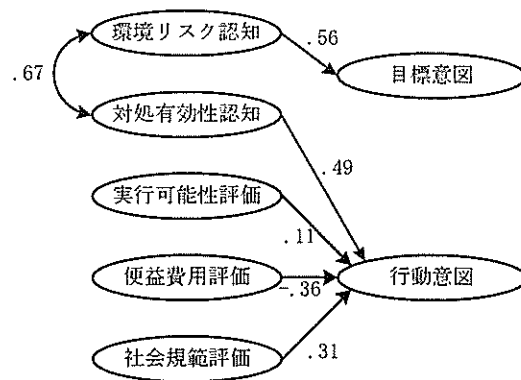 環境リスク認知
.56
.67
目標意図
対処有効性認知
.49
実行可能性評価
.11
便益費用評価
-.36
行動意図
社会規範評価
.31